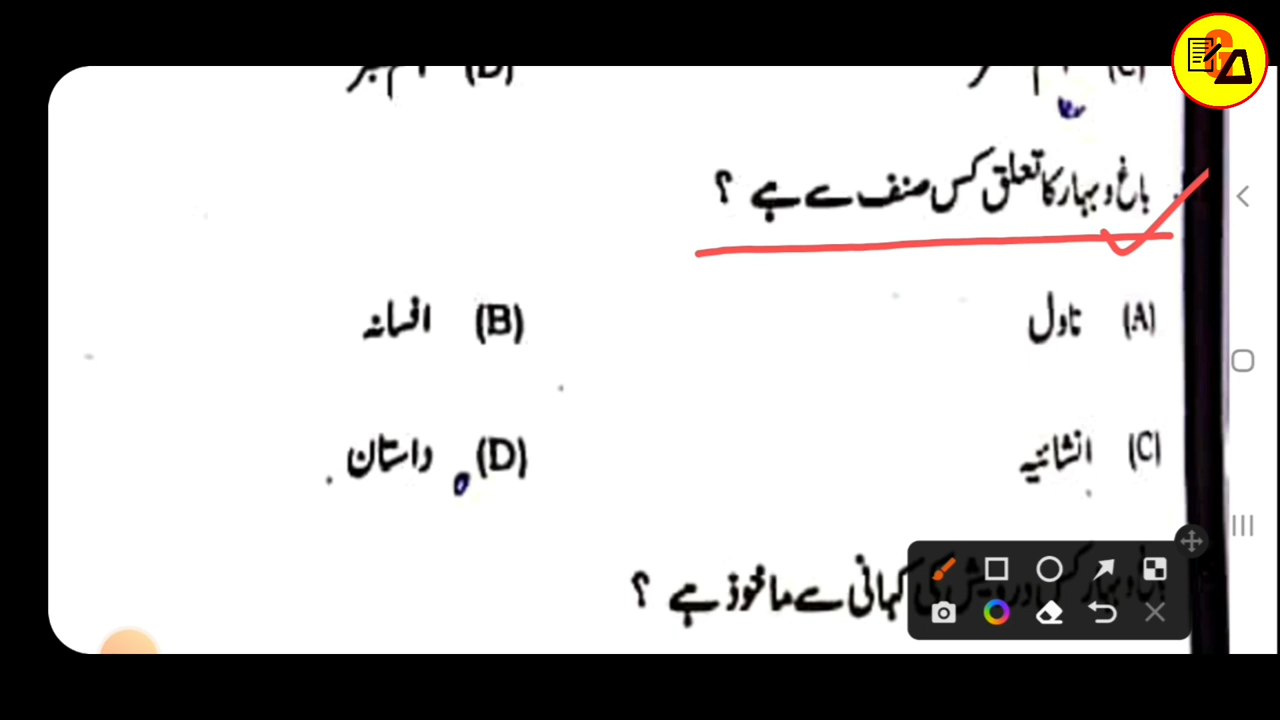 (C) (D)
باغ و بہار کا تعلق کس صنف سے ہے ؟
(A) ناول (B) افسانہ
(C) انشائیہ (D) داستان
کہانی سے ماخوذ ہے ؟